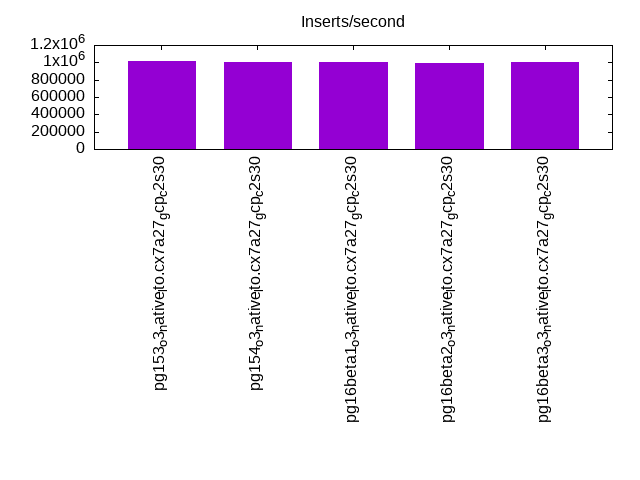 Inserts/second
1.2x10^6
1x10^6
800000
600000
400000
200000
0
pg153_o3_native_lto.cx7a27_gcp_c2s30
pg154_o3_native_lto.cx7a27_gcp_c2s30
pg16beta1_o3_native_lto.cx7a27_gcp_c2s30
pg16beta2_o3_native_lto.cx7a27_gcp_c2s30
pg16beta3_o3_native_lto.cx7a27_gcp_c2s30